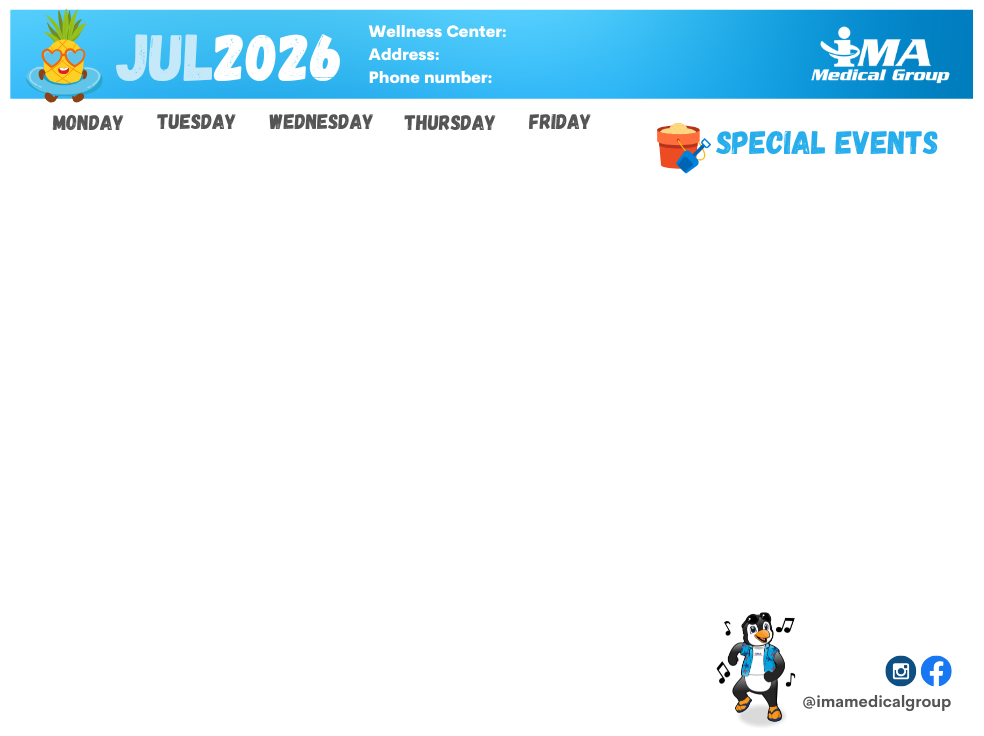 JUL2026
Wellness Center:
Address:
Phone number:
iMA
Medical Group
MONDAY TUESDAY WEDNESDAY THURSDAY FRIDAY
SPECIAL EVENTS
@imamedicalgroup